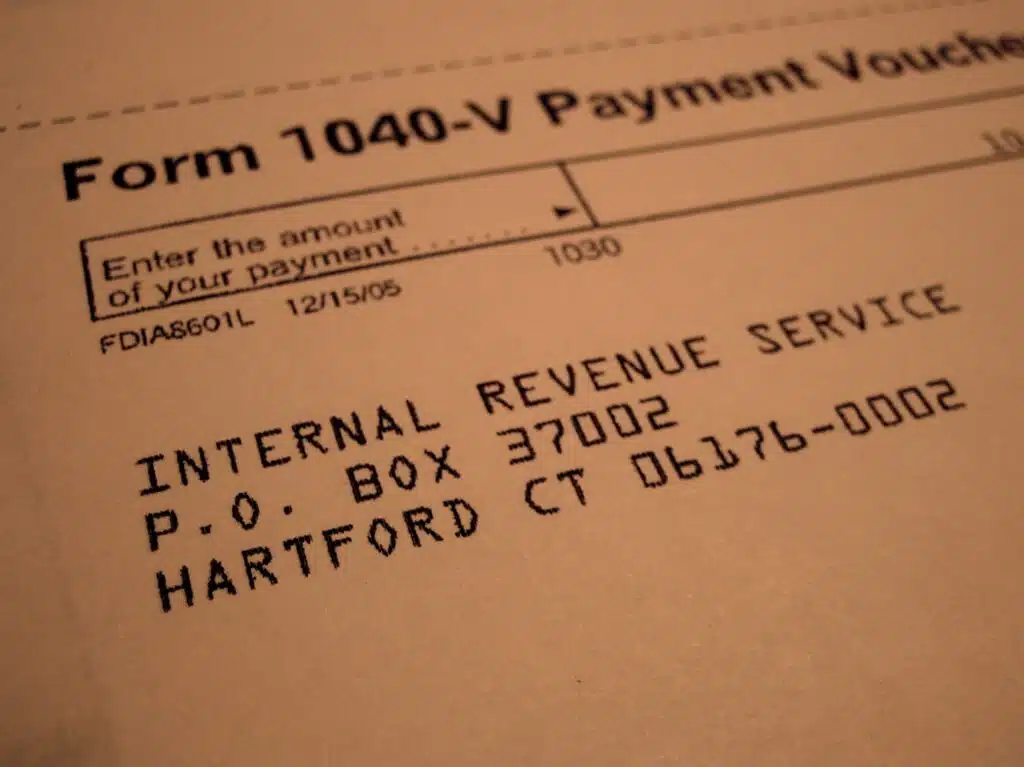 Form 1040-V Payment Vouche
Enter the amount
of your payment ........
1030
FDIA8601L 12/15/05
INTERNAL REVENUE SERVICE
P.O. BOX 37002
HARTFORD CT 06176-0002